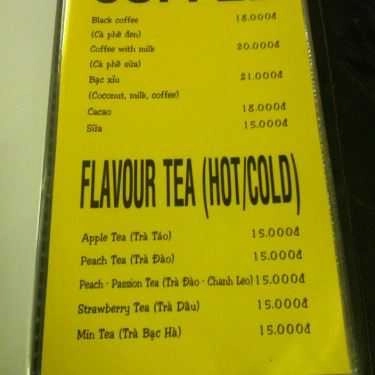 Black coffee 18.000đ
(Cà phê đen)
Coffee with milk 20.000đ
(Cà phê sữa)
Bạc xỉu 21.000đ
(Coconut, milk, coffee)
Cacao 18.000đ
Sữa 15.000đ
FLAVOUR TEA (HOT/COLD)
Apple Tea (Trà Táo) 15.000đ
Peach Tea (Trà Đào) 15.000đ
Peach - Passion Tea (Trà Đào - Chanh Leo) 15.000đ
Strawberry Tea (Trà Dâu) 15.000đ
Min Tea (Trà Bạc Hà) 15.000đ